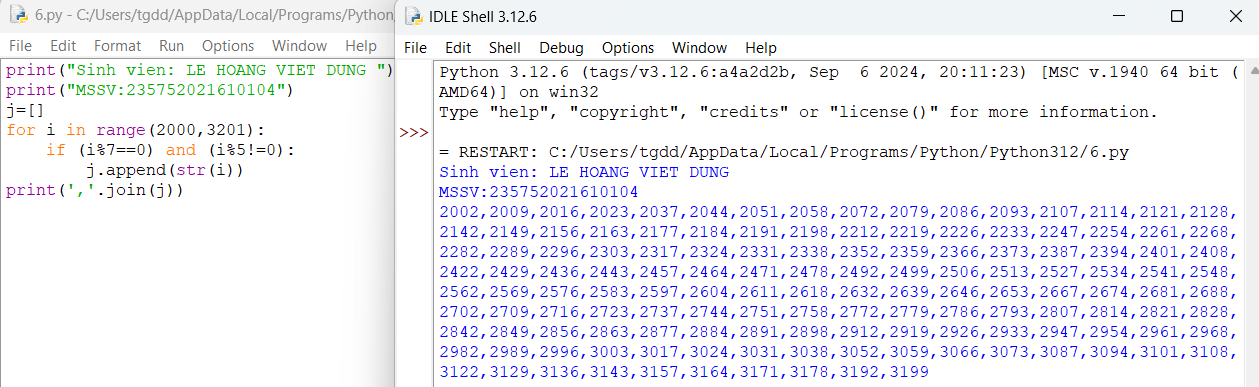 6.py - C:/Users/tgdd/AppData/Local/Programs/Python,
File Edit Format Run Options Window Help
print("Sinh vien: LE HOANG VIET DUNG ")
print("MSSV:235752021610104")
j=[]
for i in range(2000,3201):
    if (i%7==0) and (i%5!=0):
        j.append(str(i))
print(','.join(j))
IDLE Shell 3.12.6
File Edit Shell Debug Options Window Help
Python 3.12.6 (tags/v3.12.6:a4a2d2b, Sep  6 2024, 20:11:23) [MSC v.1940 64 bit (
AMD64)] on win32
Type "help", "copyright", "credits" or "license()" for more information.
>>>
= RESTART: C:/Users/tgdd/AppData/Local/Programs/Python/Python312/6.py
Sinh vien: LE HOANG VIET DUNG
MSSV:235752021610104
2002,2009,2016,2023,2037,2044,2051,2058,2072,2079,2086,2093,2107,2114,2121,2128,
2142,2149,2156,2163,2177,2184,2191,2198,2212,2219,2226,2233,2247,2254,2261,2268,
2282,2289,2296,2303,2317,2324,2331,2338,2352,2359,2366,2373,2387,2394,2401,2408,
2422,2429,2436,2443,2457,2464,2471,2478,2492,2499,2506,2513,2527,2534,2541,2548,
2562,2569,2576,2583,2597,2604,2611,2618,2632,2639,2646,2653,2667,2674,2681,2688,
2702,2709,2716,2723,2737,2744,2751,2758,2772,2779,2786,2793,2807,2814,2821,2828,
2842,2849,2856,2863,2877,2884,2891,2898,2912,2919,2926,2933,2947,2954,2961,2968,
2982,2989,2996,3003,3017,3024,3031,3038,3052,3059,3066,3073,3087,3094,3101,3108,
3122,3129,3136,3143,3157,3164,3171,3178,3192,3199